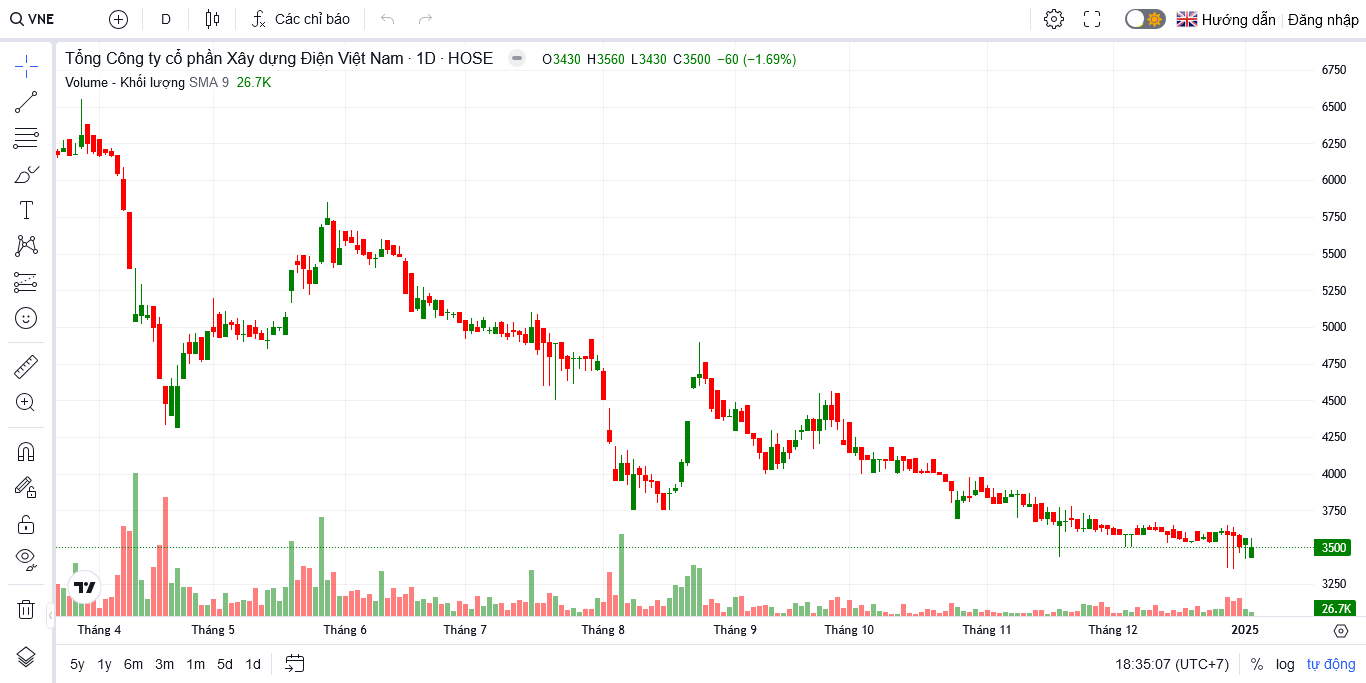 VNE D Các chỉ báo Hướng dẫn Đăng nhập
Tổng Công ty cổ phần Xây dựng Điện Việt Nam · 1D · HOSE O3430 H3560 L3430 C3500 −60 (−1.69%)
Volume - Khối lượng SMA 9 26.7K
6750
6500
6250
6000
5750
5500
5250
5000
4750
4500
4250
4000
3750
3500
3250
26.7K
Tháng 4 Tháng 5 Tháng 6 Tháng 7 Tháng 8 Tháng 9 Tháng 10 Tháng 11 Tháng 12 2025
5y 1y 6m 3m 1m 5d 1d 18:35:07 (UTC+7) % log tự động